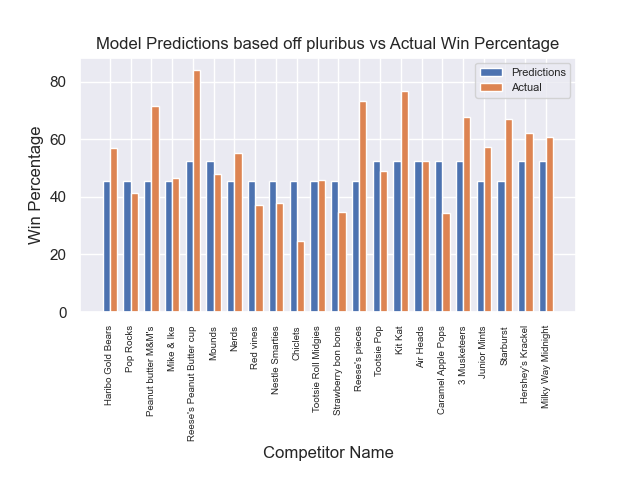 Model Predictions based off pluribus vs Actual Win Percentage
Predictions
Actual
Win Percentage
80
60
40
20
0
Haribo Gold Bears
Pop Rocks
Peanut butter M&M's
Mike & Ike
Reese's Peanut Butter cup
Mounds
Nerds
Red vines
Nestle Smarties
Chiclets
Tootsie Roll Midgies
Strawberry bon bons
Reese's pieces
Tootsie Pop
Kit Kat
Air Heads
Caramel Apple Pops
3 Musketeers
Junior Mints
Starburst
Hershey's Krackel
Milky Way Midnight
Competitor Name